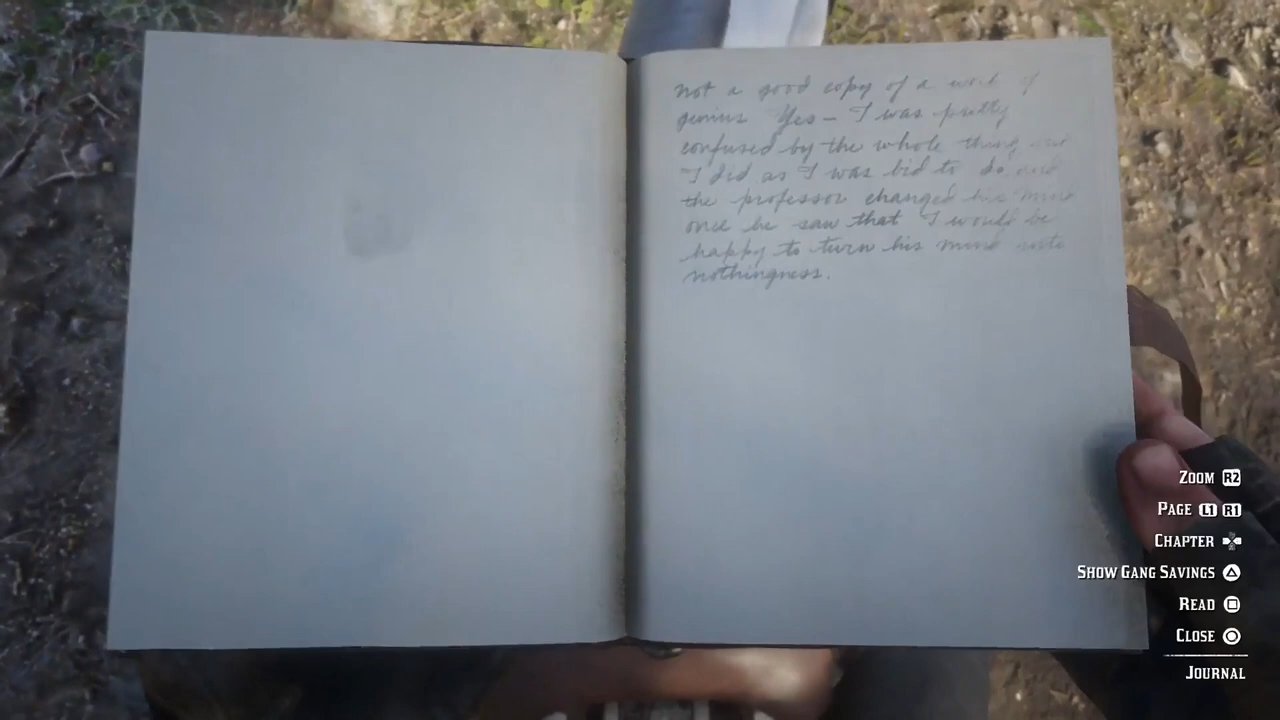 not a good copy of a work of
genius Yes - I was pretty
confused by the whole thing and
I did as I was bid to do and
the professor changed his mind
once he saw that I would be
happy to turn his mind into
nothingness.
ZOOM R2
PAGE L1 R1
CHAPTER
SHOW GANG SAVINGS
READ
CLOSE
JOURNAL